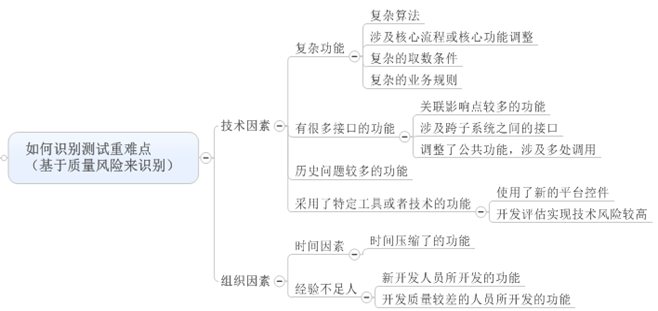 如何识别测试重难点
（基于质量风险来识别）
技术因素
复杂功能
复杂算法
涉及核心流程或核心功能调整
复杂的取数条件
复杂的业务规则
有很多接口的功能
关联影响点较多的功能
涉及跨子系统之间的接口
调整了公共功能，涉及多处调用
历史问题较多的功能
采用了特定工具或者技术的功能
使用了新的平台控件
开发评估实现技术风险较高
组织因素
时间因素
时间压缩了的功能
经验不足人
新开发人员所开发的功能
开发质量较差的人员所开发的功能